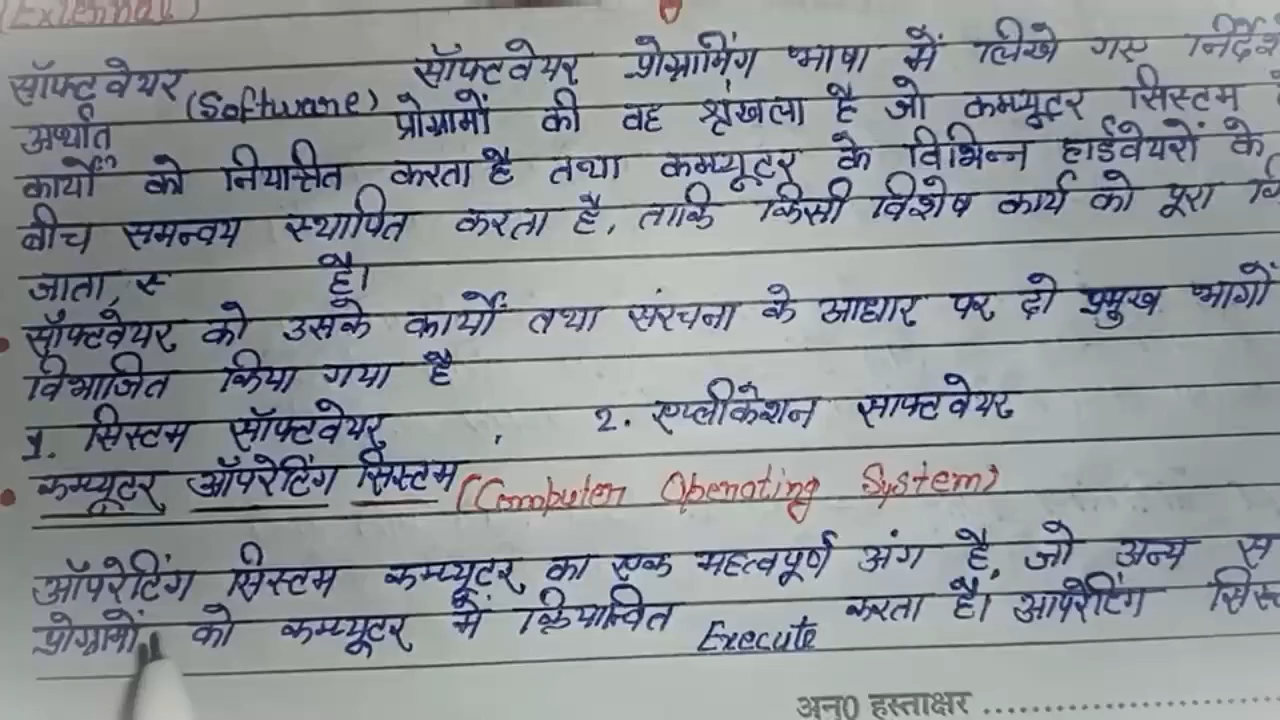 (External)
सॉफ्टवेयर (Software) सॉफ्टवेयर प्रोग्रामिंग भाषा में लिखे गए
अर्थात प्रोग्रामों की वह श्रृंखला है जो कम्प्यूटर सिस्टम
कार्यों को नियंत्रित करता है तथा कम्प्यूटर के विभिन्न हार्डवेयरों के
बीच समन्वय स्थापित करता है, ताकि किसी विशेष कार्य को पूरा
जाता है।
सॉफ्टवेयर को उसके कार्यों तथा संरचना के आधार पर दो प्रमुख भागों
विभाजित किया गया है
1. सिस्टम सॉफ्टवेयर , 2. एप्लीकेशन साफ्टवेयर
कम्प्यूटर ऑपरेटिंग सिस्टम (Computer Operating System)
ऑपरेटिंग सिस्टम कम्प्यूटर का एक महत्वपूर्ण अंग है, जो अन्य
प्रोग्रामों को कम्प्यूटर में क्रियान्वित Execute करता है। आपरेटिंग
अनु0 हस्ताक्षर ..............................